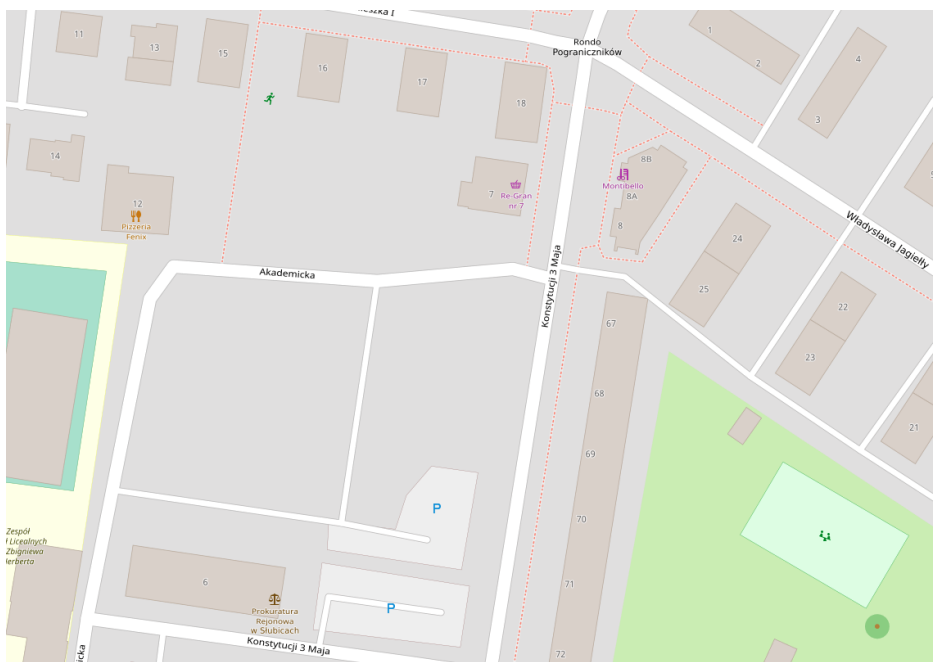 Rondo
Pograniczników
1
2
11
13
15
16
17
18
4
3
14
12
Pizzeria
Fenix
7
Re-Gran
nr 7
8B
Montibello
8A
8
Władysława Jagiełły
24
25
22
23
21
Akademicka
Konstytucji 3 Maja
67
68
69
70
71
72
P
P
Zespół
Licealnych
Zbigniewa
Herberta
6
Prokuratura
Rejonowa
w Słubicach
Konstytucji 3 Maja